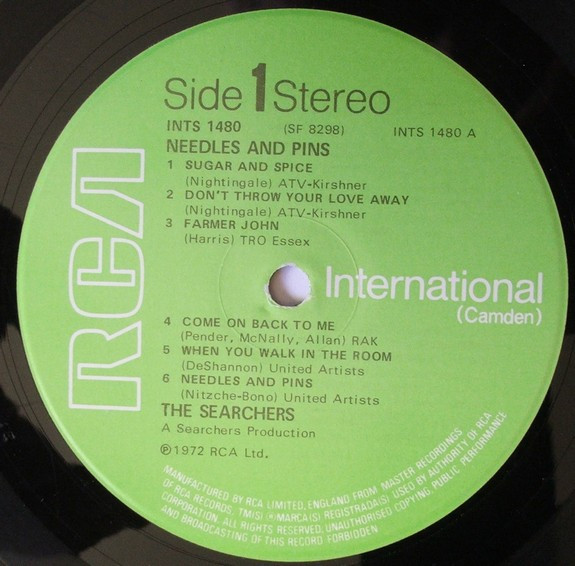 Side 1 Stereo
INTS 1480 (SF 8298) INTS 1480 A
NEEDLES AND PINS
1 SUGAR AND SPICE
(Nightingale) ATV-Kirshner
2 DON'T THROW YOUR LOVE AWAY
(Nightingale) ATV-Kirshner
3 FARMER JOHN
(Harris) TRO Essex
RCA
International
(Camden)
4 COME ON BACK TO ME
(Pender, McNally, Allan) RAK
5 WHEN YOU WALK IN THE ROOM
(DeShannon) United Artists
6 NEEDLES AND PINS
(Nitzche-Bono) United Artists
THE SEARCHERS
A Searchers Production
℗1972 RCA Ltd.
MANUFACTURED BY RCA LIMITED, ENGLAND FROM MASTER RECORDINGS
OF RCA RECORDS. TM(S) ® MARCA(S) REGISTRADA(S) USED BY AUTHORITY OF RCA
CORPORATION. ALL RIGHTS RESERVED. UNAUTHORISED COPYING, PUBLIC PERFORMANCE
AND BROADCASTING OF THIS RECORD FORBIDDEN